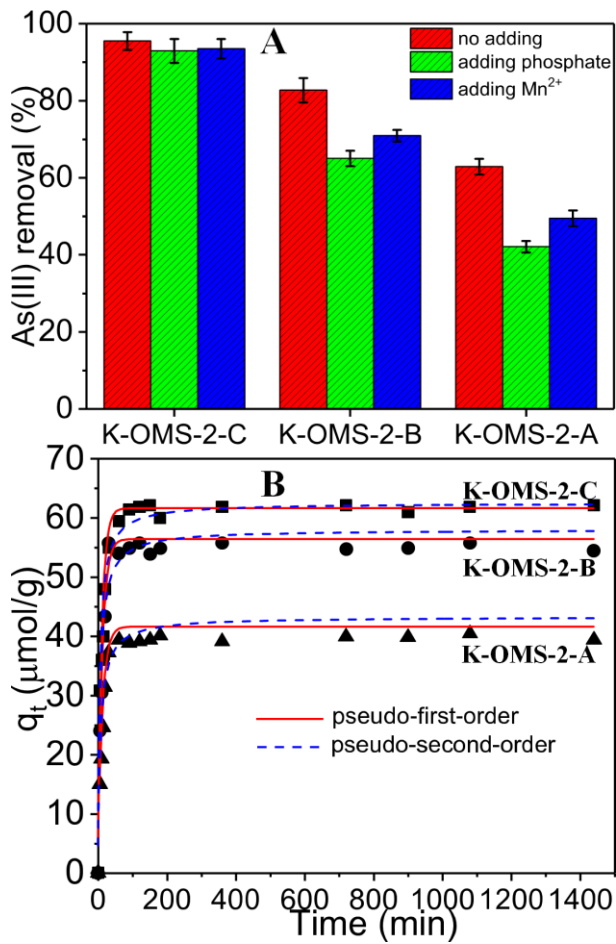 A
no adding
adding phosphate
adding Mn²⁺
As(III) removal (%)
100
80
60
40
20
0
K-OMS-2-C K-OMS-2-B K-OMS-2-A
B
K-OMS-2-C
K-OMS-2-B
K-OMS-2-A
pseudo-first-order
pseudo-second-order
qt (μmol/g)
70
60
50
40
30
20
10
0
0 200 400 600 800 1000 1200 1400
Time (min)